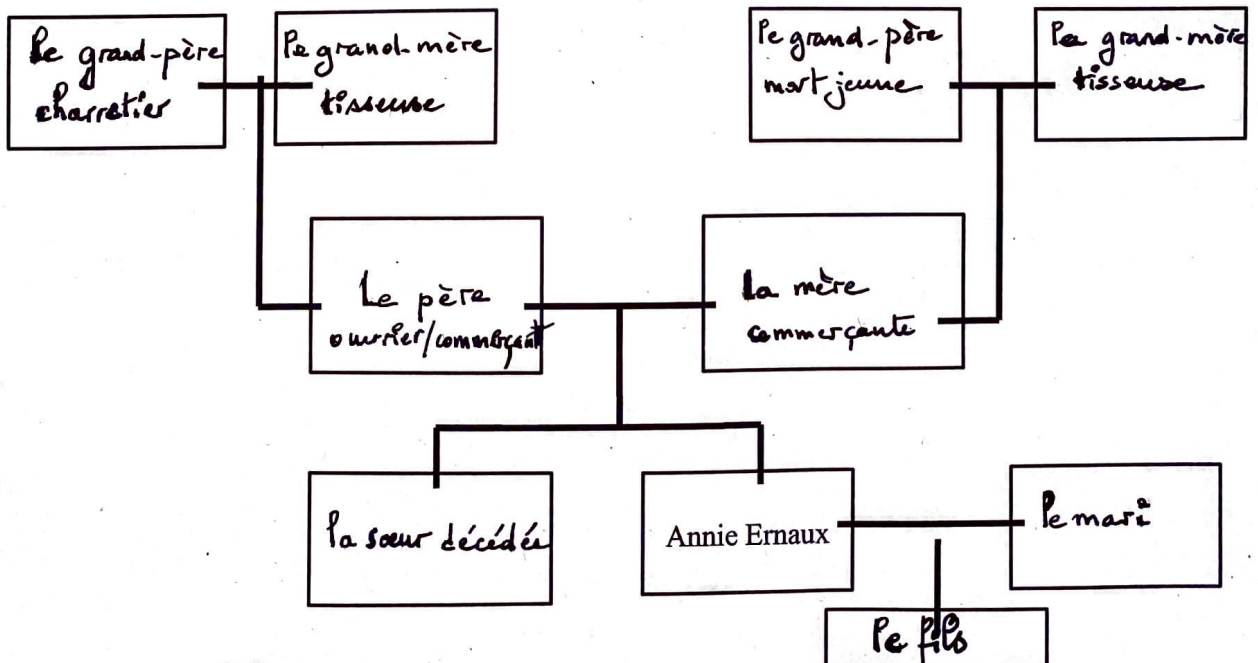 Le grand-père
charretier
La grand-mère
tisseuse
Le grand-père
mort jeune
La grand-mère
tisseuse
Le père
ouvrier/commerçant
La mère
commerçante
la sœur décédée
Annie Ernaux
Le mari
Le fils